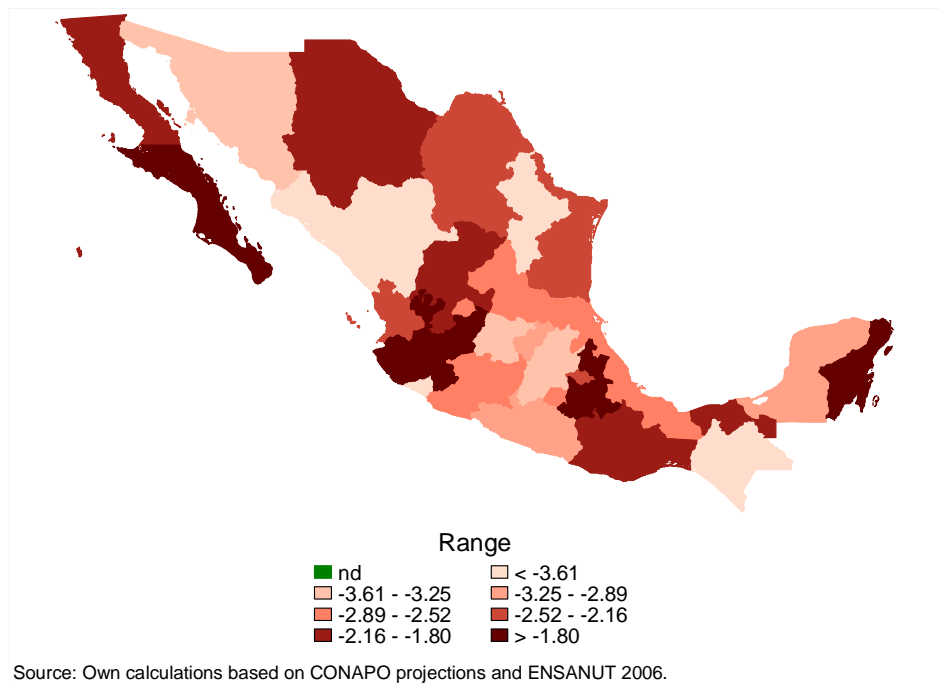 Range
nd
< -3.61
-3.61 - -3.25
-3.25 - -2.89
-2.89 - -2.52
-2.52 - -2.16
-2.16 - -1.80
> -1.80
Source: Own calculations based on CONAPO projections and ENSANUT 2006.